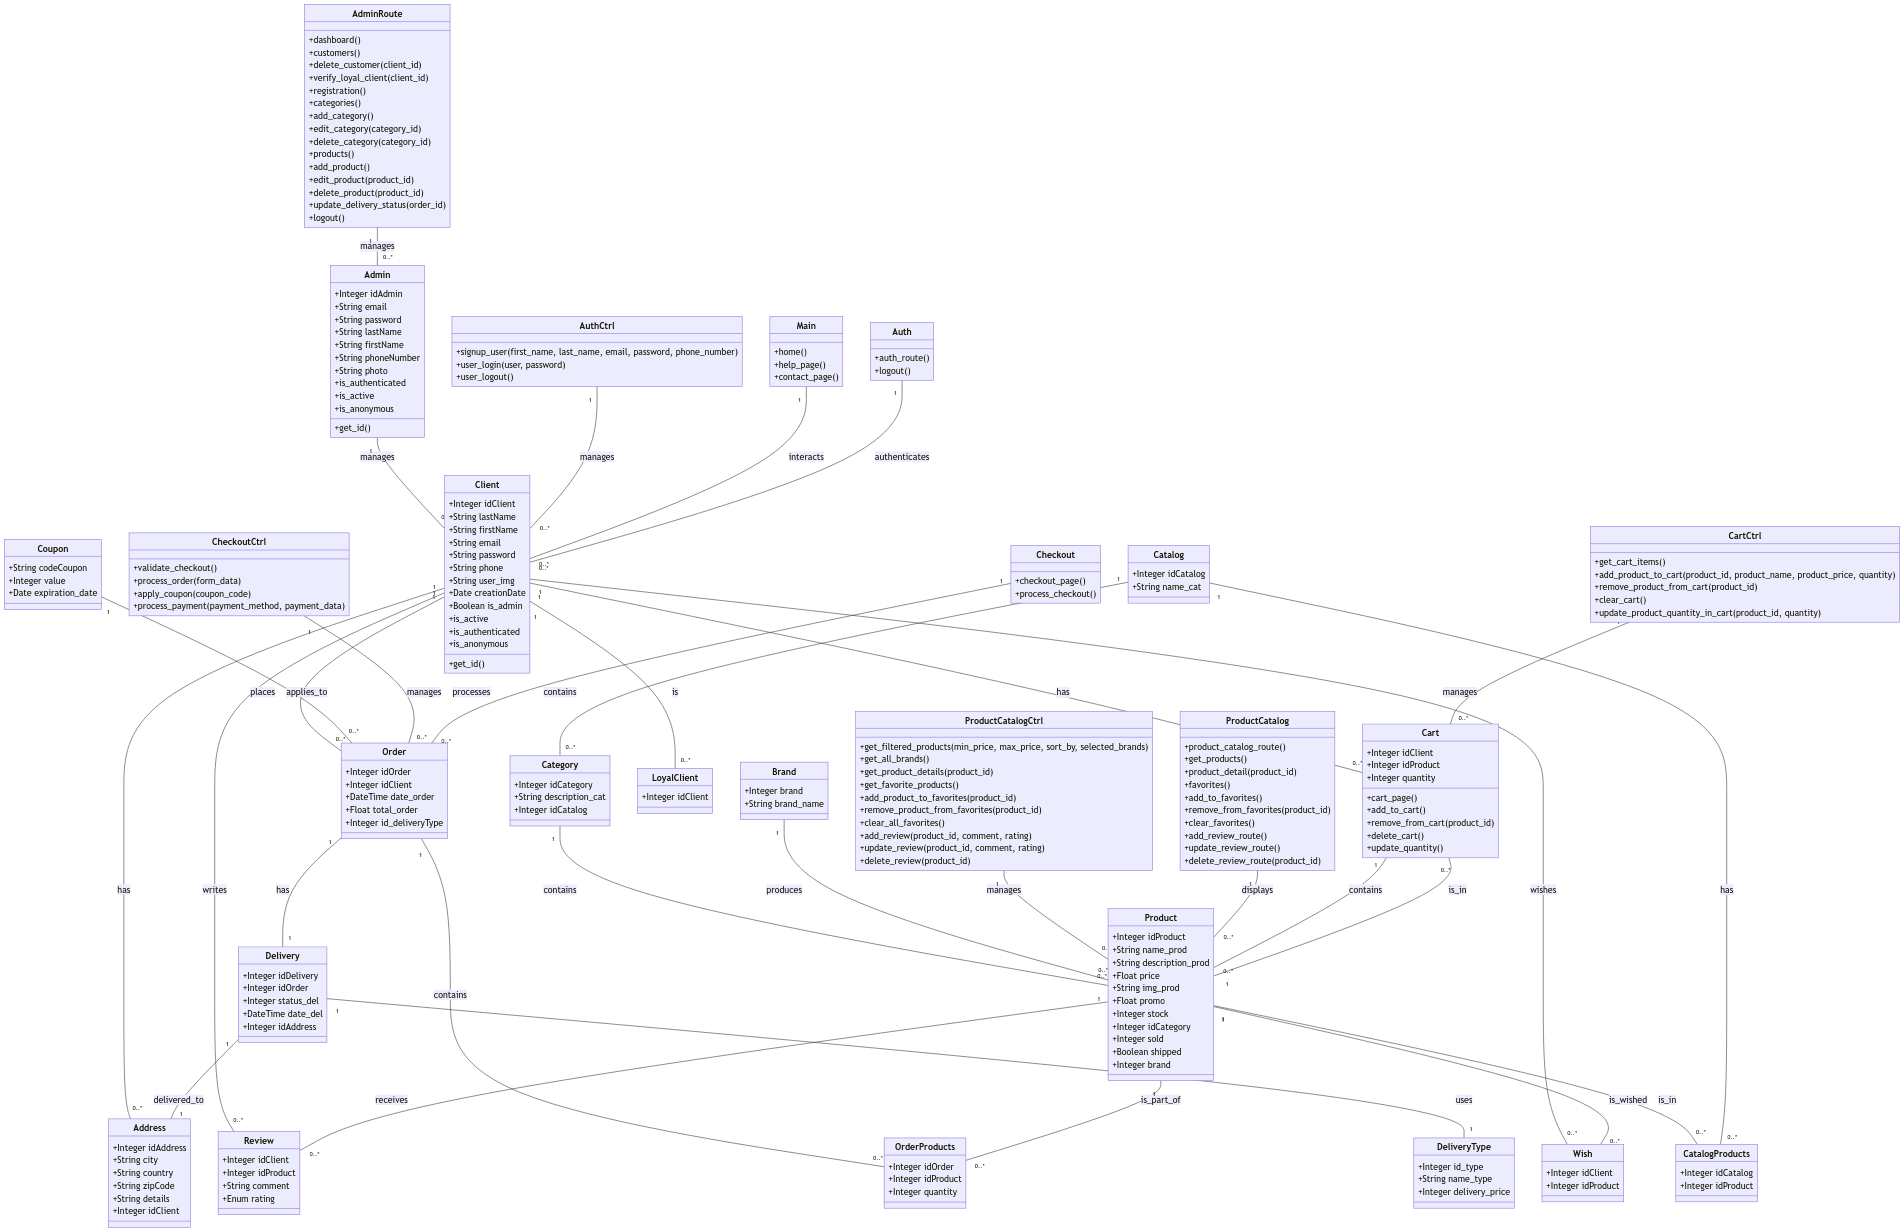 AdminRoute
+dashboard()
+customers()
+delete_customer(client_id)
+verify_loyal_client(client_id)
+registration()
+categories()
+add_category()
+edit_category(category_id)
+delete_category(category_id)
+products()
+add_product()
+edit_product(product_id)
+delete_product(product_id)
+update_delivery_status(order_id)
+logout()
1
manages
0..*
Admin
+Integer idAdmin
+String email
+String password
+String lastName
+String firstName
+String phoneNumber
+String photo
+is_authenticated
+is_active
+is_anonymous
+get_id()
AuthCtrl
+signup_user(first_name, last_name, email, password, phone_number)
+user_login(user, password)
+user_logout()
Main
+home()
+help_page()
+contact_page()
Auth
+auth_route()
+logout()
1
1
1
1
manages
manages
interacts
authenticates
Client
+Integer idClient
+String lastName
+String firstName
+String email
+String password
+String phone
+String user_img
+Date creationDate
+Boolean is_admin
+is_active
+is_authenticated
+is_anonymous
+get_id()
0..*
0..*
0..*
Coupon
+String codeCoupon
+Integer value
+Date expiration_date
CheckoutCtrl
+validate_checkout()
+process_order(form_data)
+apply_coupon(coupon_code)
+process_payment(payment_method, payment_data)
Checkout
+checkout_page()
+process_checkout()
Catalog
+Integer idCatalog
+String name_cat
CartCtrl
+get_cart_items()
+add_product_to_cart(product_id, product_name, product_price, quantity)
+remove_product_from_cart(product_id)
+clear_cart()
+update_product_quantity_in_cart(product_id, quantity)
1
1
1
1
1
1
1
1
1
1
places
applies_to
manages
processes
contains
is
has
manages
0..*
0..*
0..*
0..*
0..*
0..*
0..*
0..*
Order
+Integer idOrder
+Integer idClient
+DateTime date_order
+Float total_order
+Integer id_deliveryType
Category
+Integer idCategory
+String description_cat
+Integer idCatalog
LoyalClient
+Integer idClient
Brand
+Integer brand
+String brand_name
ProductCatalogCtrl
+get_filtered_products(min_price, max_price, sort_by, selected_brands)
+get_all_brands()
+get_product_details(product_id)
+get_favorite_products()
+add_product_to_favorites(product_id)
+remove_product_from_favorites(product_id)
+clear_all_favorites()
+add_review(product_id, comment, rating)
+update_review(product_id, comment, rating)
+delete_review(product_id)
ProductCatalog
+product_catalog_route()
+get_products()
+product_detail(product_id)
+favorites()
+add_to_favorites()
+remove_from_favorites(product_id)
+clear_favorites()
+add_review_route()
+update_review_route()
+delete_review_route(product_id)
Cart
+Integer idClient
+Integer idProduct
+Integer quantity
+cart_page()
+add_to_cart()
+remove_from_cart(product_id)
+delete_cart()
+update_quantity()
1
1
1
1
1
1
1
0..*
has
writes
has
contains
produces
manages
displays
contains
is_in
wishes
has
1
0..*
0..*
0..*
0..*
1
Product
+Integer idProduct
+String name_prod
+String description_prod
+Float price
+String img_prod
+Float promo
+Integer stock
+Integer idCategory
+Integer sold
+Boolean shipped
+Integer brand
Delivery
+Integer idDelivery
+Integer idOrder
+Integer status_del
+DateTime date_del
+Integer idAddress
contains
1
1
1
1
1
delivered_to
receives
is_part_of
uses
is_wished
is_in
0..*
1
0..*
0..*
0..*
0..*
1
0..*
0..*
0..*
0..*
Address
+Integer idAddress
+String city
+String country
+String zipCode
+String details
+Integer idClient
Review
+Integer idClient
+Integer idProduct
+String comment
+Enum rating
OrderProducts
+Integer idOrder
+Integer idProduct
+Integer quantity
DeliveryType
+Integer id_type
+String name_type
+Integer delivery_price
Wish
+Integer idClient
+Integer idProduct
CatalogProducts
+Integer idCatalog
+Integer idProduct